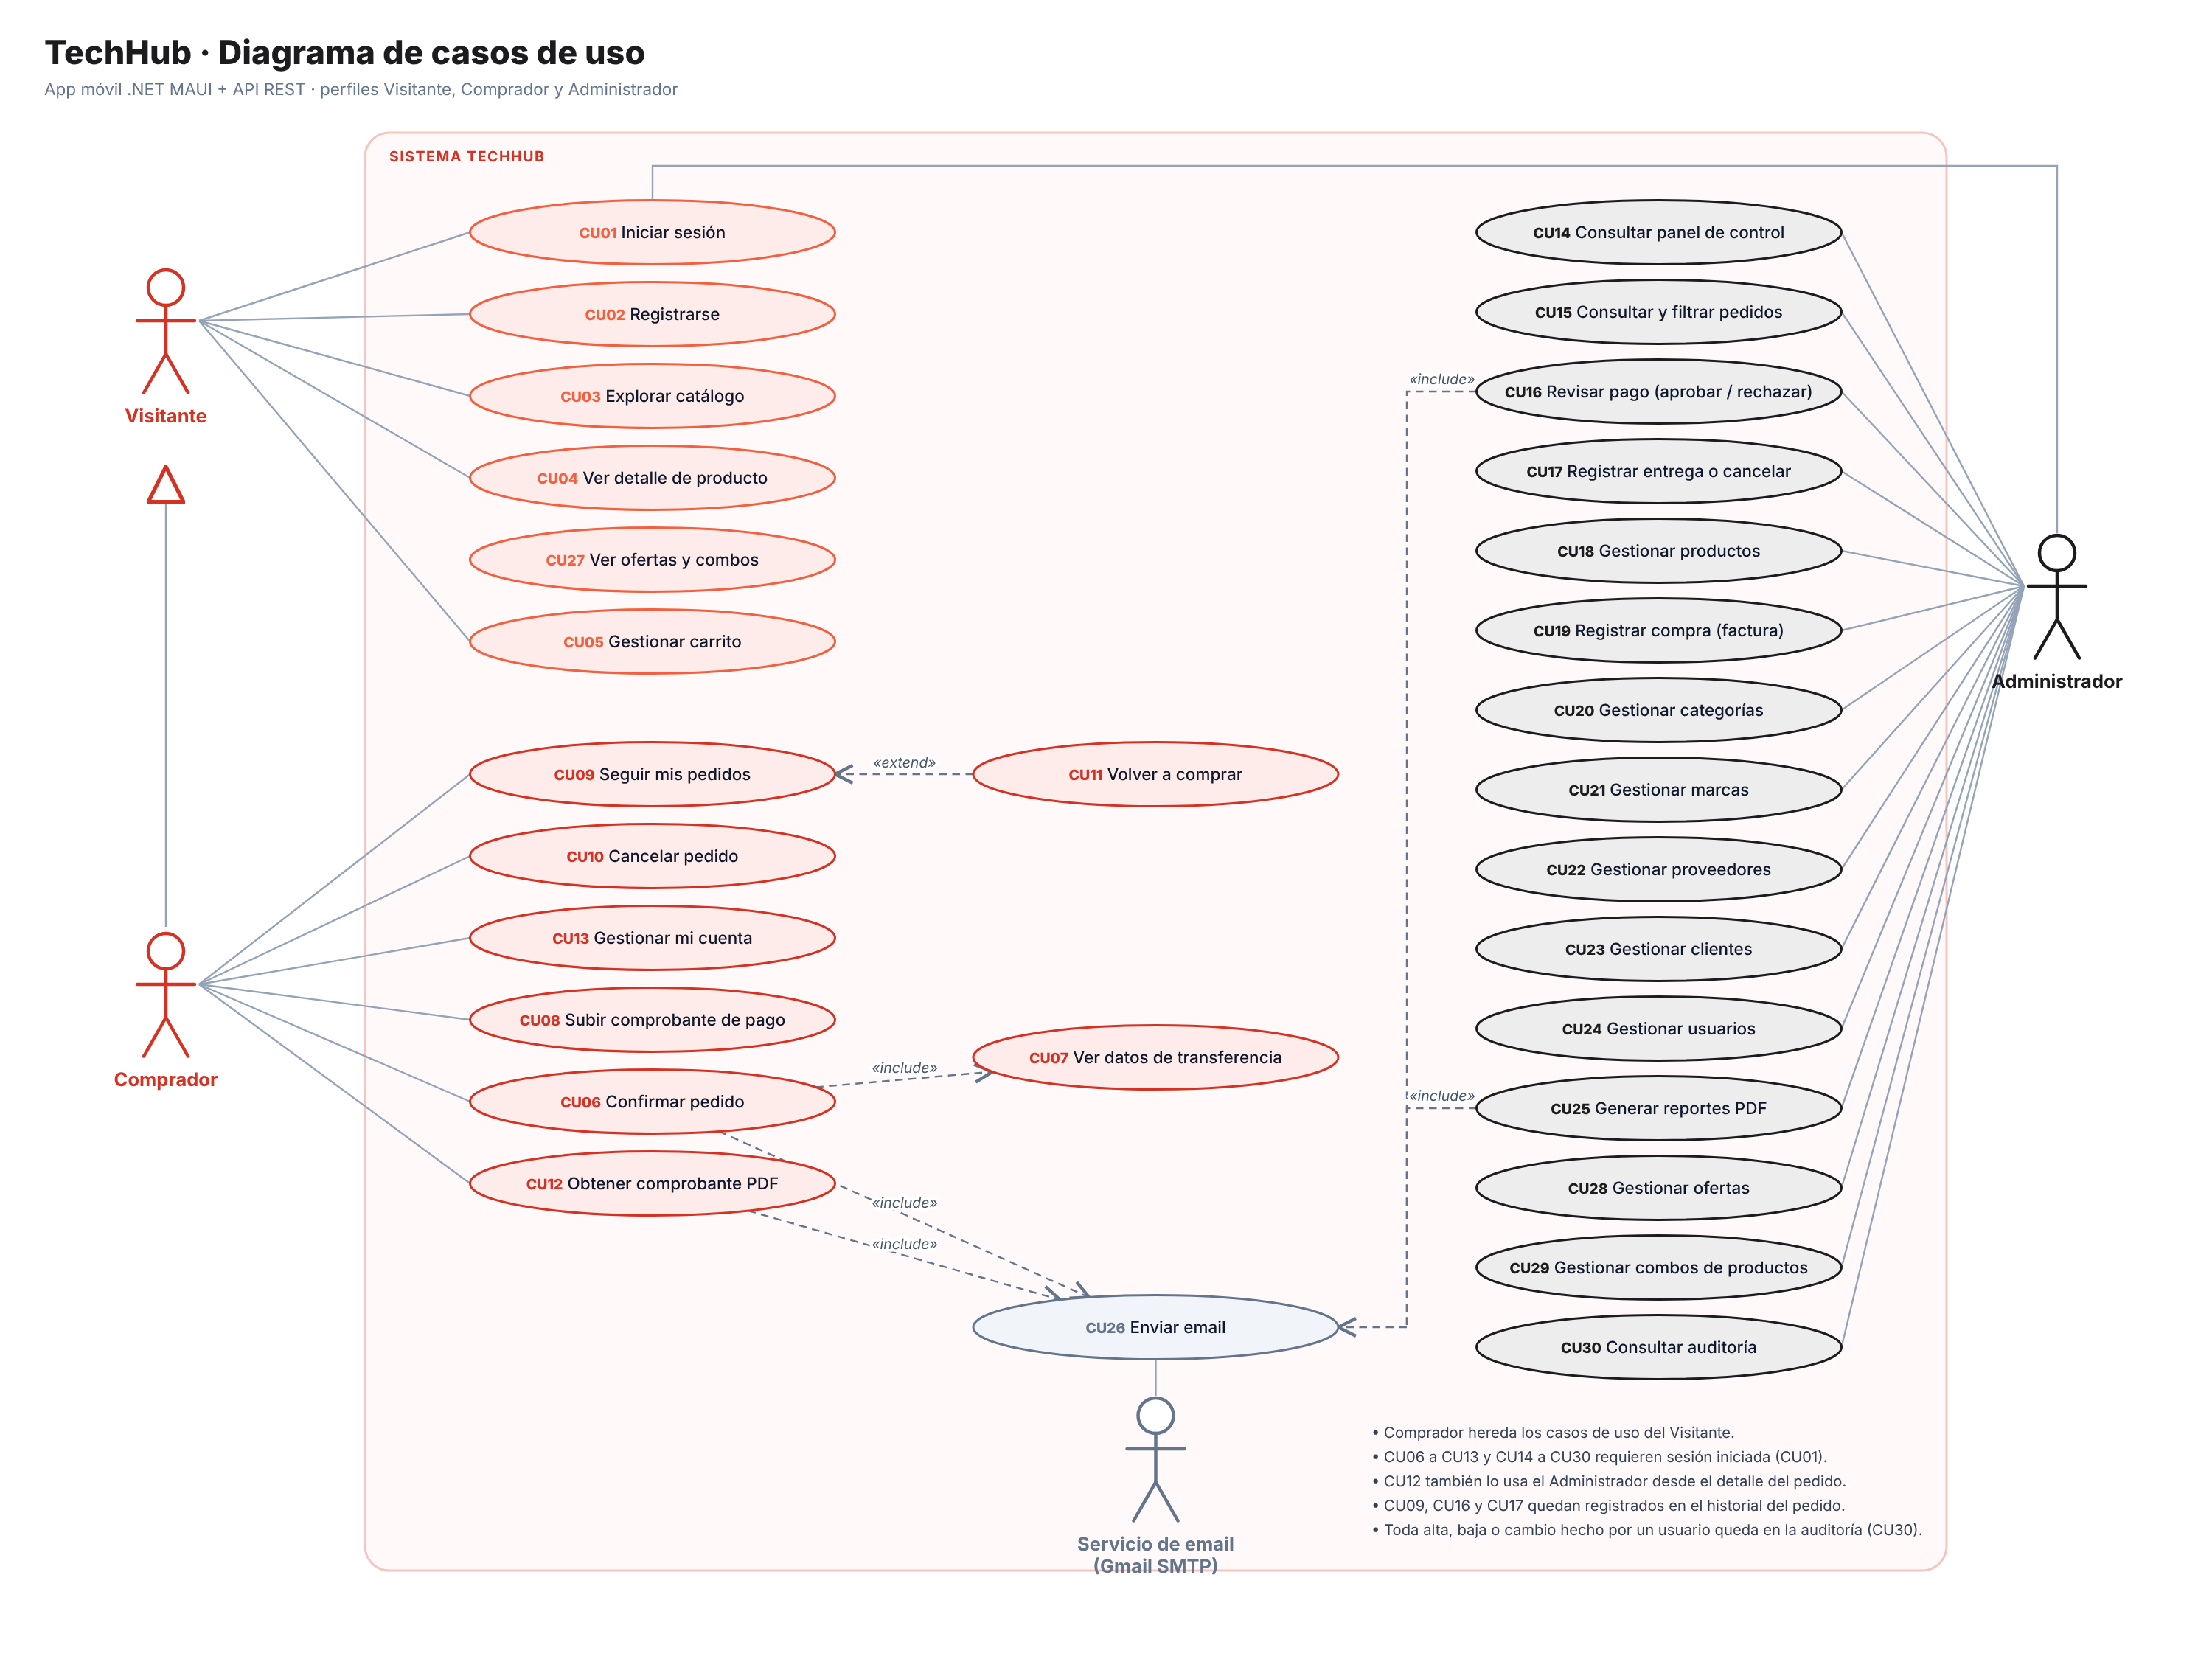 TechHub · Diagrama de casos de uso
App móvil .NET MAUI + API REST · perfiles Visitante, Comprador y Administrador
SISTEMA TECHHUB
CU01 Iniciar sesión
CU02 Registrarse
CU03 Explorar catálogo
CU04 Ver detalle de producto
CU27 Ver ofertas y combos
CU05 Gestionar carrito
Visitante
CU09 Seguir mis pedidos
«extend»
CU11 Volver a comprar
CU10 Cancelar pedido
CU13 Gestionar mi cuenta
CU08 Subir comprobante de pago
CU06 Confirmar pedido
«include»
CU07 Ver datos de transferencia
CU12 Obtener comprobante PDF
«include»
«include»
Comprador
CU26 Enviar email
Servicio de email
(Gmail SMTP)
CU14 Consultar panel de control
CU15 Consultar y filtrar pedidos
«include»
CU16 Revisar pago (aprobar / rechazar)
CU17 Registrar entrega o cancelar
CU18 Gestionar productos
CU19 Registrar compra (factura)
CU20 Gestionar categorías
CU21 Gestionar marcas
CU22 Gestionar proveedores
CU23 Gestionar clientes
CU24 Gestionar usuarios
«include»
CU25 Generar reportes PDF
CU28 Gestionar ofertas
CU29 Gestionar combos de productos
CU30 Consultar auditoría
Administrador
• Comprador hereda los casos de uso del Visitante.
• CU06 a CU13 y CU14 a CU30 requieren sesión iniciada (CU01).
• CU12 también lo usa el Administrador desde el detalle del pedido.
• CU09, CU16 y CU17 quedan registrados en el historial del pedido.
• Toda alta, baja o cambio hecho por un usuario queda en la auditoría (CU30).